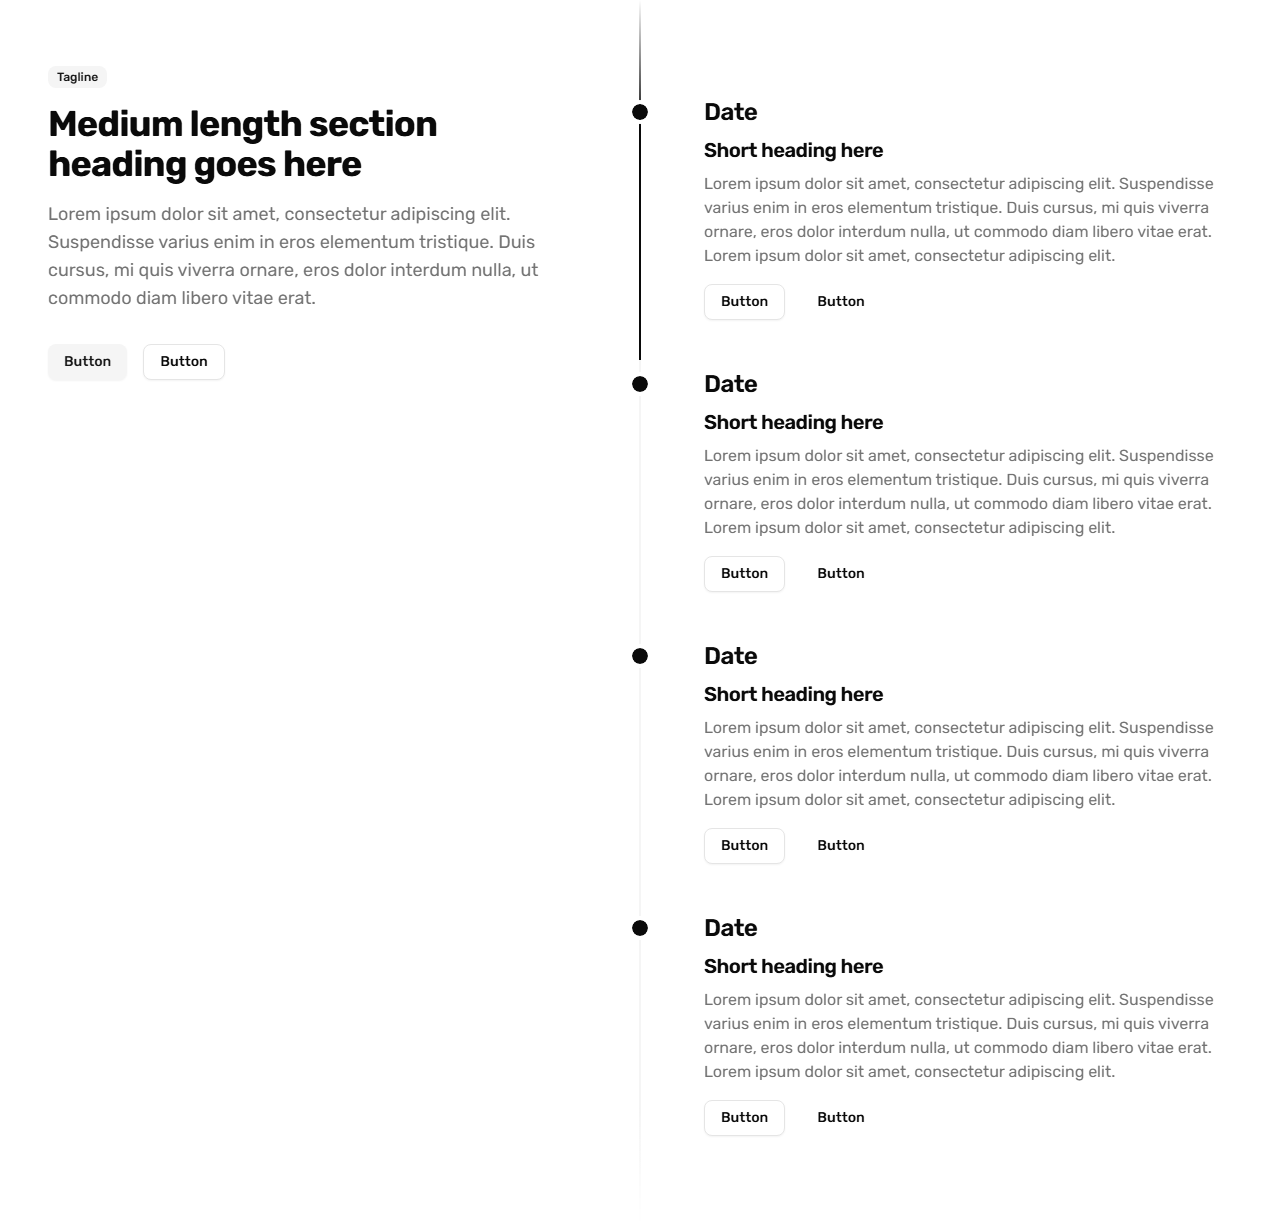 Tagline
Medium length section
heading goes here
Lorem ipsum dolor sit amet, consectetur adipiscing elit.
Suspendisse varius enim in eros elementum tristique. Duis
cursus, mi quis viverra ornare, eros dolor interdum nulla, ut
commodo diam libero vitae erat.
Button Button
Date
Short heading here
Lorem ipsum dolor sit amet, consectetur adipiscing elit. Suspendisse
varius enim in eros elementum tristique. Duis cursus, mi quis viverra
ornare, eros dolor interdum nulla, ut commodo diam libero vitae erat.
Lorem ipsum dolor sit amet, consectetur adipiscing elit.
Button Button
Date
Short heading here
Lorem ipsum dolor sit amet, consectetur adipiscing elit. Suspendisse
varius enim in eros elementum tristique. Duis cursus, mi quis viverra
ornare, eros dolor interdum nulla, ut commodo diam libero vitae erat.
Lorem ipsum dolor sit amet, consectetur adipiscing elit.
Button Button
Date
Short heading here
Lorem ipsum dolor sit amet, consectetur adipiscing elit. Suspendisse
varius enim in eros elementum tristique. Duis cursus, mi quis viverra
ornare, eros dolor interdum nulla, ut commodo diam libero vitae erat.
Lorem ipsum dolor sit amet, consectetur adipiscing elit.
Button Button
Date
Short heading here
Lorem ipsum dolor sit amet, consectetur adipiscing elit. Suspendisse
varius enim in eros elementum tristique. Duis cursus, mi quis viverra
ornare, eros dolor interdum nulla, ut commodo diam libero vitae erat.
Lorem ipsum dolor sit amet, consectetur adipiscing elit.
Button Button